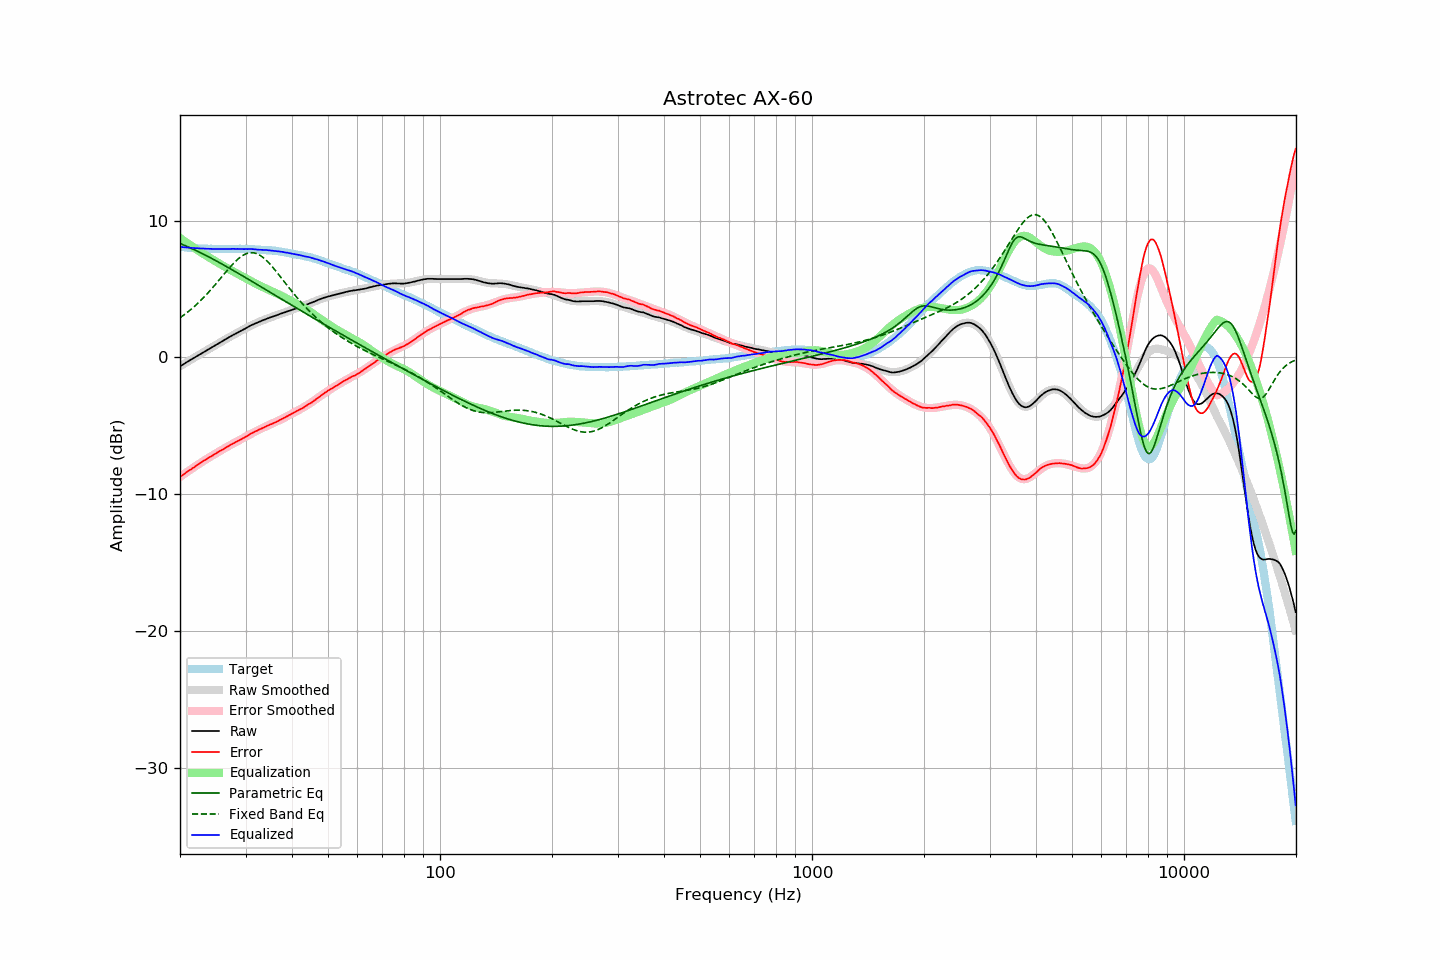 Astrotec AX-60
10
0
−10
−20
−30
Amplitude (dBr)
Target
Raw Smoothed
Error Smoothed
Raw
Error
Equalization
Parametric Eq
Fixed Band Eq
Equalized
100
1000
10000
Frequency (Hz)